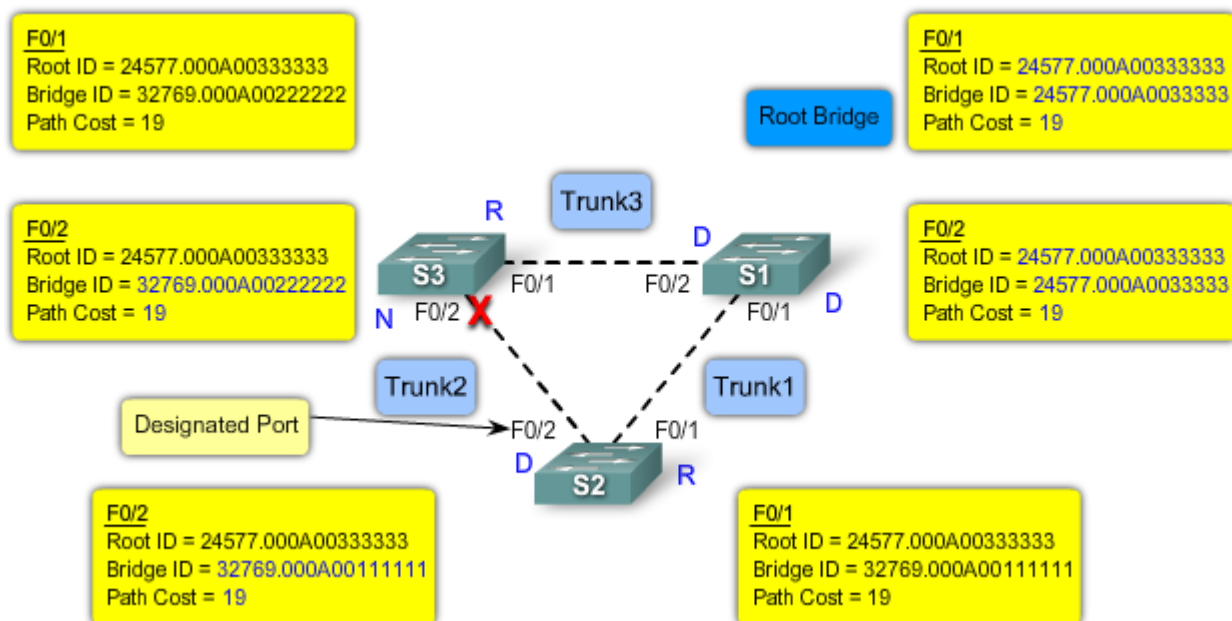 F0/1
Root ID = 24577.000A00333333
Bridge ID = 32769.000A00222222
Path Cost = 19
Root Bridge
F0/1
Root ID = 24577.000A00333333
Bridge ID = 24577.000A0033333
Path Cost = 19
F0/2
Root ID = 24577.000A00333333
Bridge ID = 32769.000A00222222
Path Cost = 19
Trunk3
R
D
S3
F0/1
F0/2
S1
N
F0/2
X
F0/1
D
F0/2
Root ID = 24577.000A00333333
Bridge ID = 24577.000A0033333
Path Cost = 19
Trunk2
Trunk1
Designated Port
F0/2
F0/1
D
S2
R
F0/2
Root ID = 24577.000A00333333
Bridge ID = 32769.000A00111111
Path Cost = 19
F0/1
Root ID = 24577.000A00333333
Bridge ID = 32769.000A00111111
Path Cost = 19